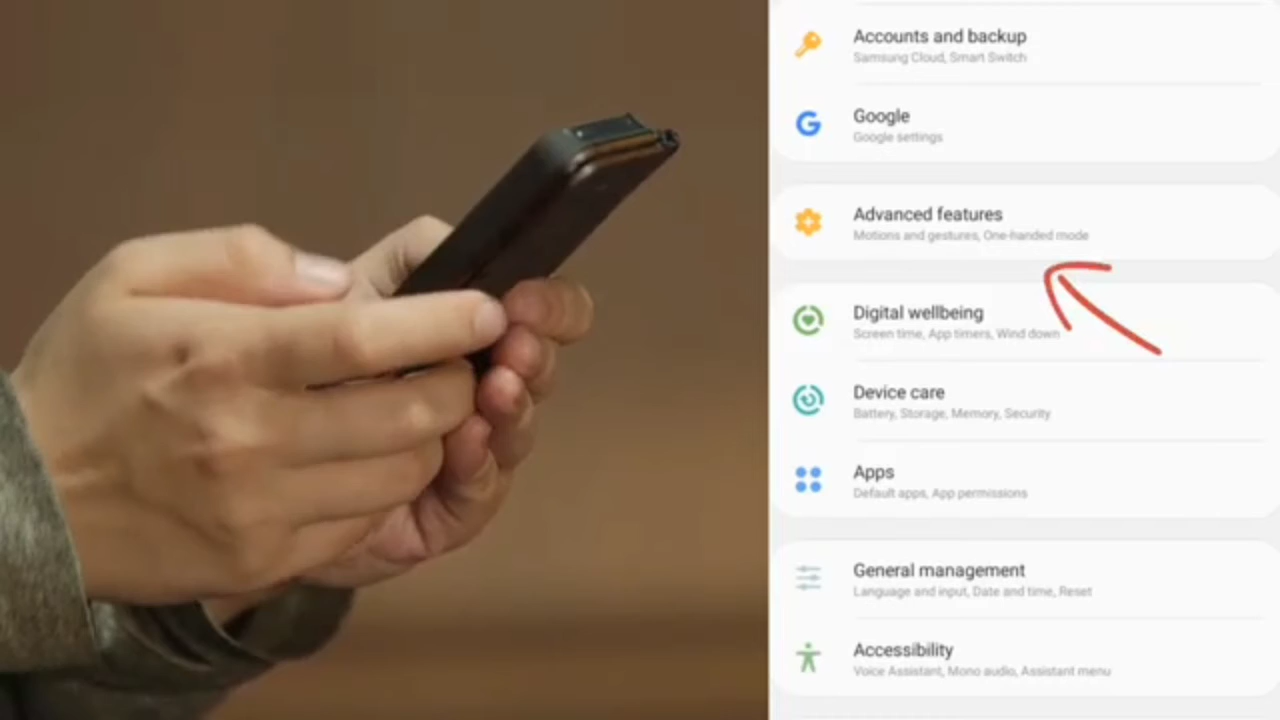 Accounts and backup
Samsung Cloud, Smart Switch
Google
Google settings
Advanced features
Motions and gestures, One-handed mode
Digital wellbeing
Screen time, App timers, Wind down
Device care
Battery, Storage, Memory, Security
Apps
Default apps, App permissions
General management
Language and input, Date and time, Reset
Accessibility
Voice Assistant, Mono audio, Assistant menu